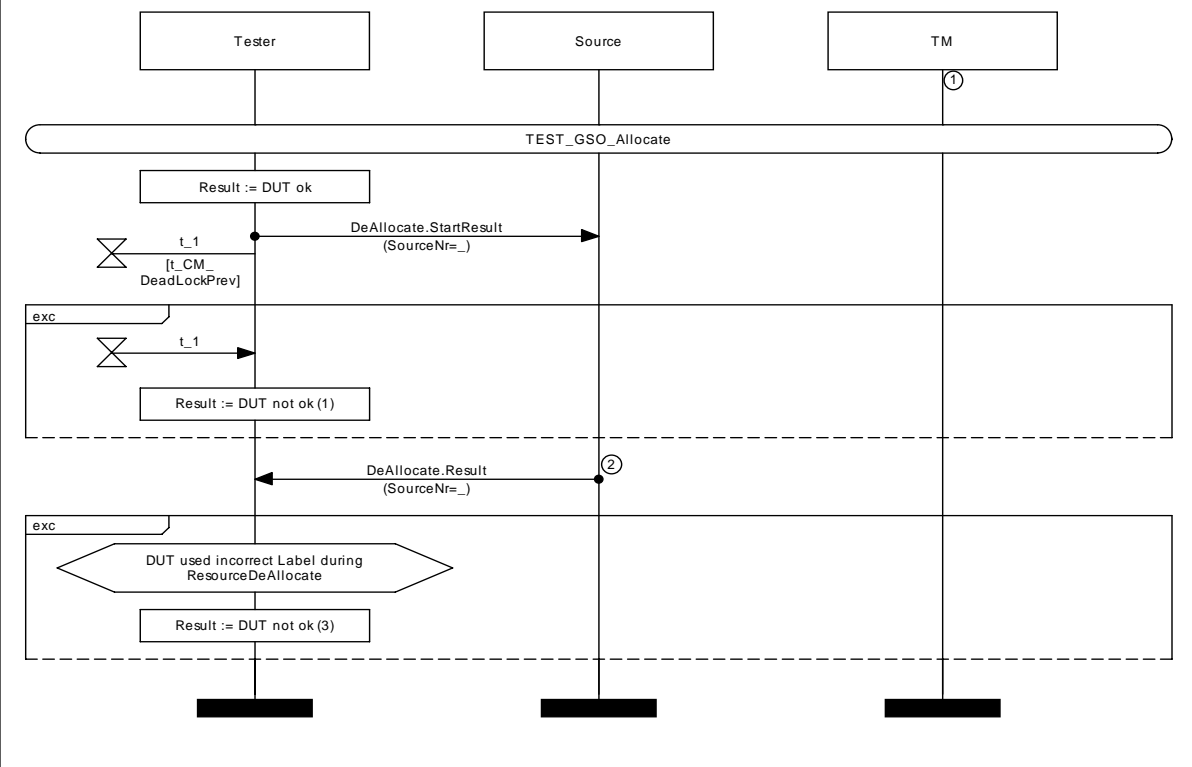 Tester
Source
TM
1
TEST_GSO_Allocate
Result := DUT ok
DeAllocate.StartResult
(SourceNr=_)
t_1
[t_CM_
DeadLockPrev]
exc
t_1
Result := DUT not ok (1)
2
DeAllocate.Result
(SourceNr=_)
exc
DUT used incorrect Label during
ResourceDeAllocate
Result := DUT not ok (3)